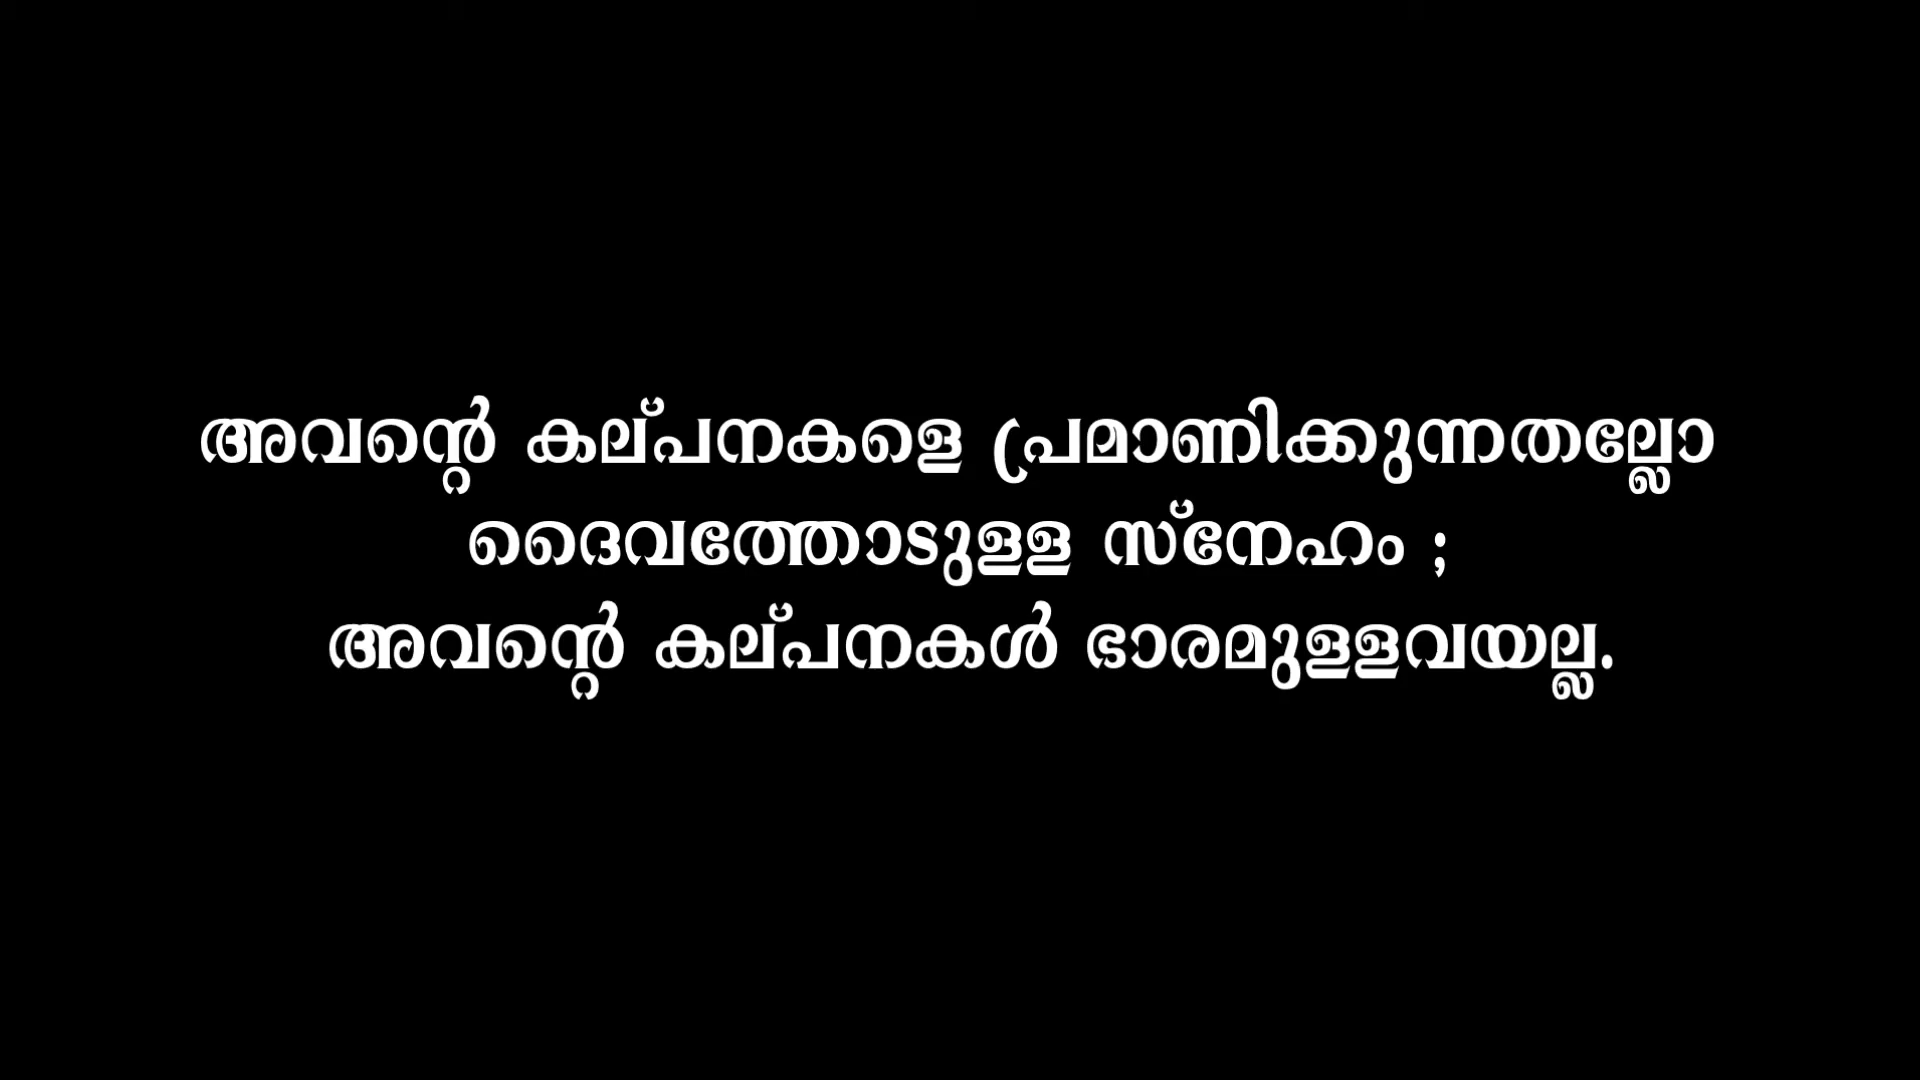 അവന്റെ കല്പനകളെ പ്രമാണിക്കുന്നതല്ലോ
ദൈവത്തോടുള്ള സ്നേഹം ;
അവന്റെ കല്പനകൾ ഭാരമുള്ളവയല്ല.